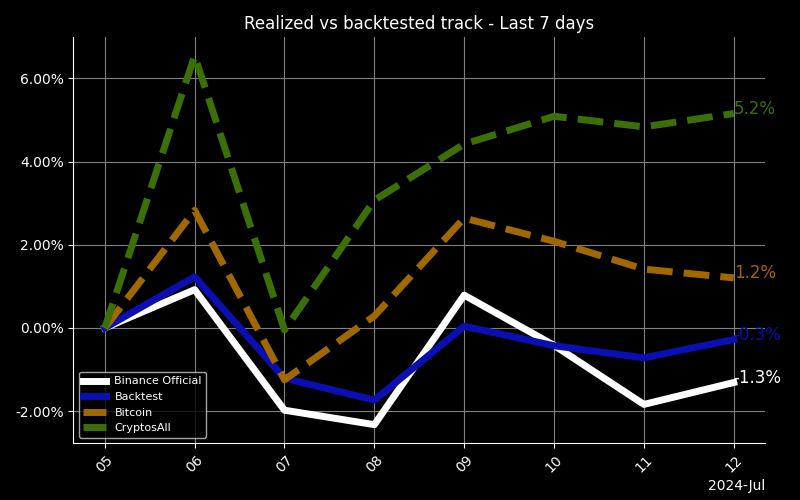 Realized vs backtested track - Last 7 days
6.00%
4.00%
2.00%
0.00%
-2.00%
5.2%
1.2%
-0.3%
-1.3%
Binance Official
Backtest
Bitcoin
CryptosAll
05
06
07
08
09
10
11
12
2024-Jul